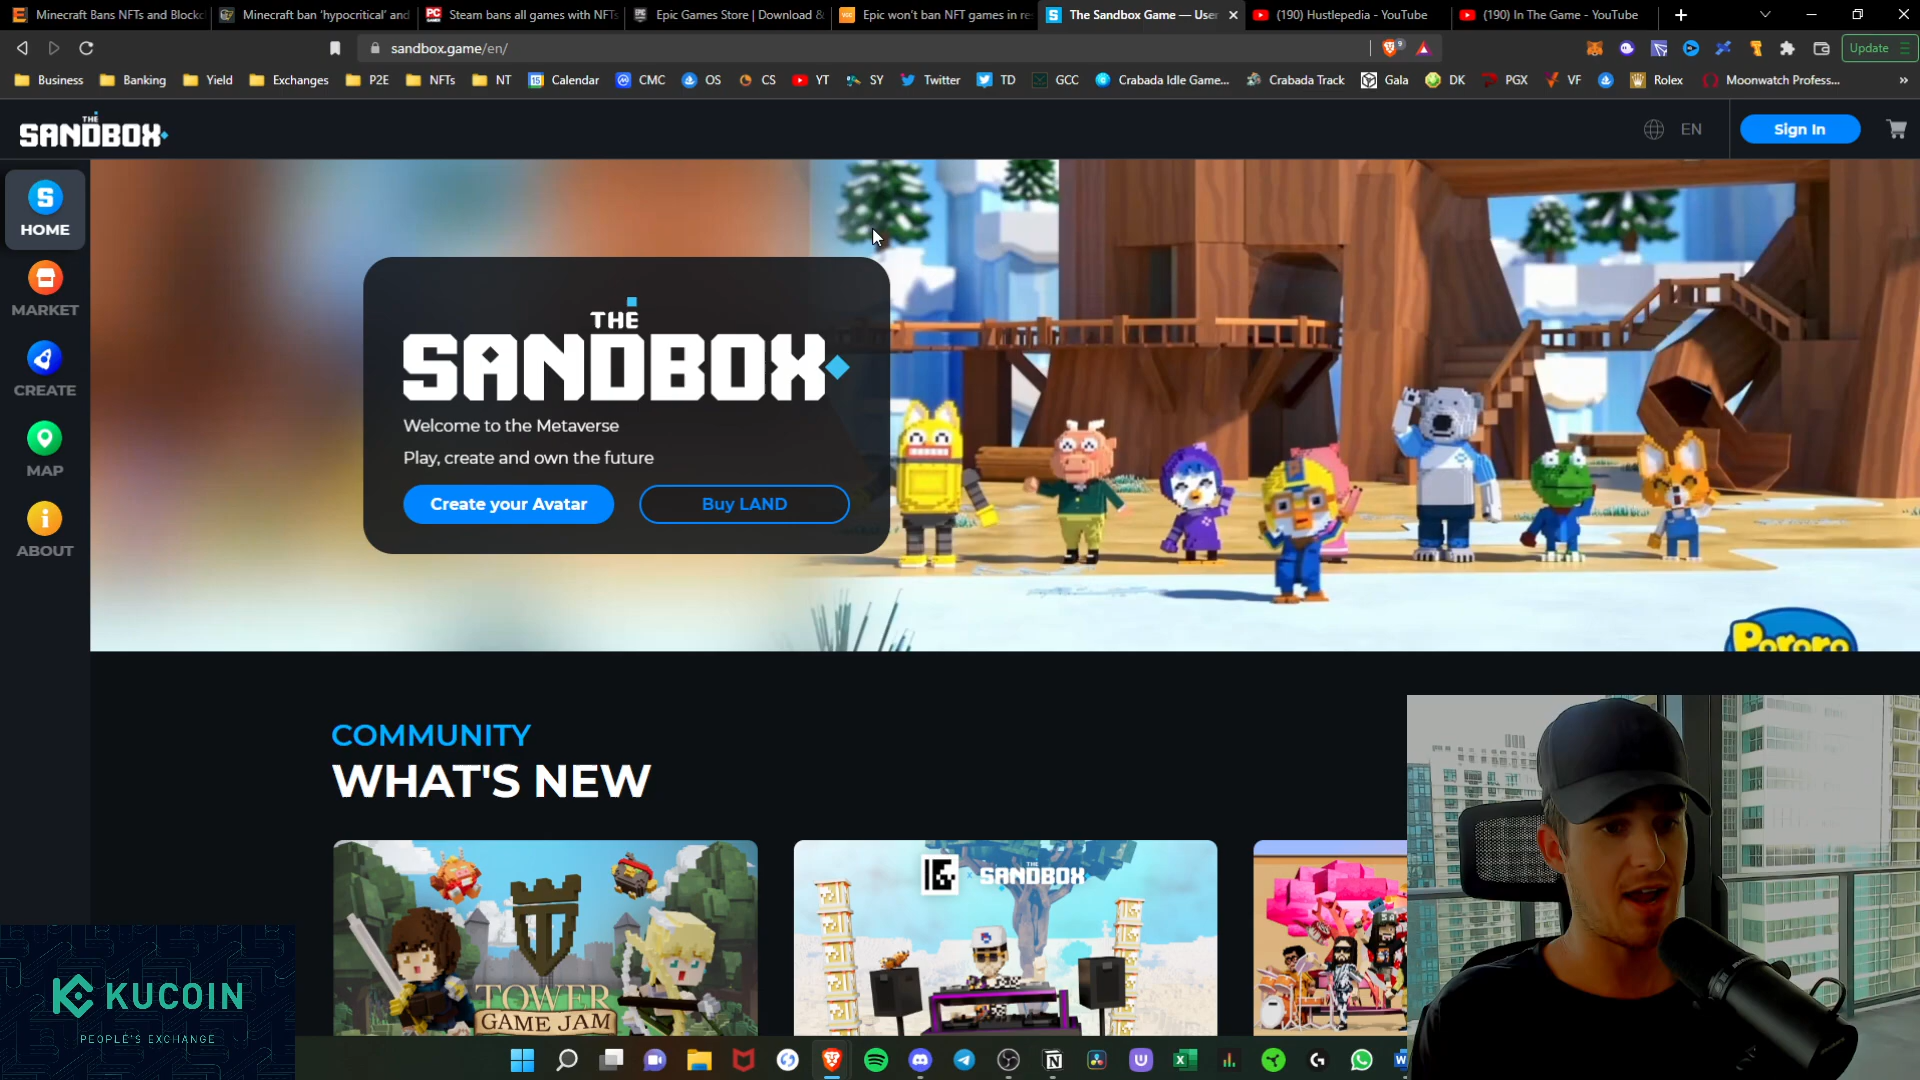 Minecraft Bans NFTs and Blockc
Minecraft ban 'hypocritical' and
Steam bans all games with NFTs
Epic Games Store | Download &
Epic won't ban NFT games in re
The Sandbox Game — User
(190) Hustlepedia - YouTube
(190) In The Game - YouTube
sandbox.game/en/
9
Update
Business
Banking
Yield
Exchanges
P2E
NFTs
NT
Calendar
CMC
OS
CS
YT
SY
Twitter
TD
GCC
Crabada Idle Game...
Crabada Track
Gala
DK
PGX
VF
Rolex
Moonwatch Profess...
THE
SANDBOX
EN
Sign In
HOME
MARKET
CREATE
MAP
ABOUT
THE
SANDBOX
Welcome to the Metaverse
Play, create and own the future
Create your Avatar
Buy LAND
Pororo
COMMUNITY
WHAT'S NEW
TOWER
GAME JAM
THE
SANDBOX
KUCOIN
PEOPLE'S EXCHANGE